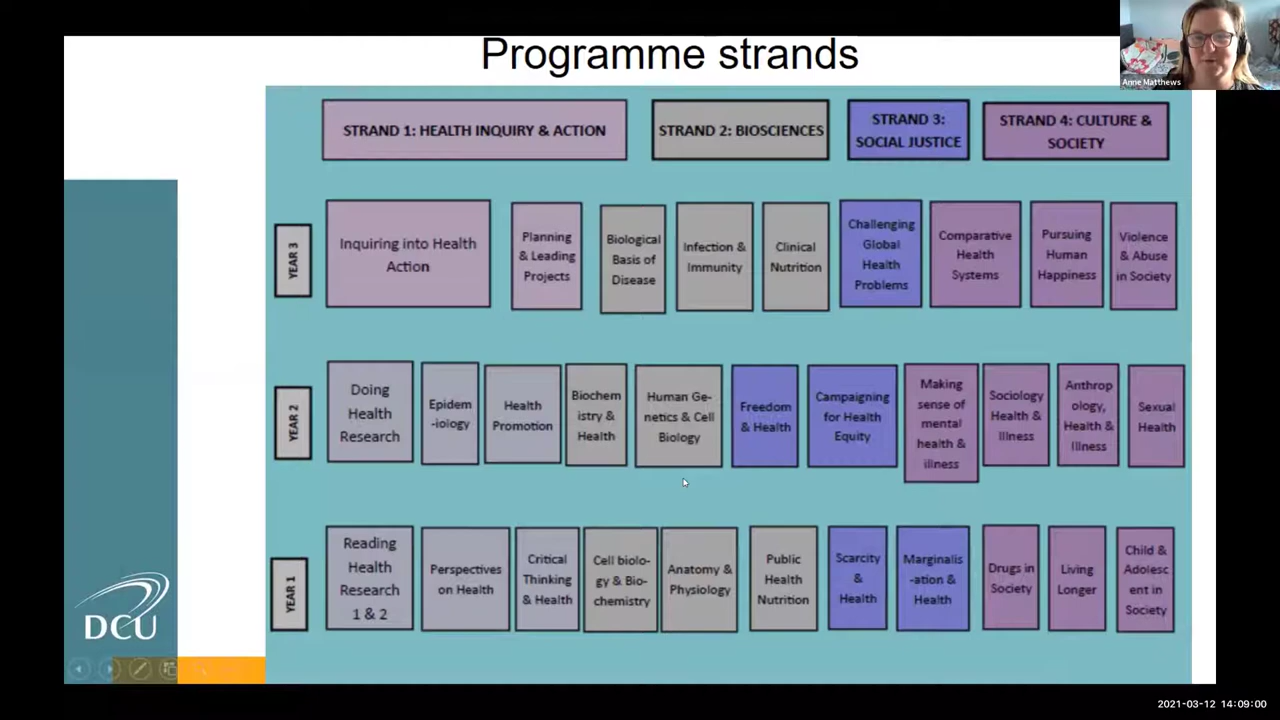 Programme strands
Anne Matthews
STRAND 1: HEALTH INQUIRY & ACTION
STRAND 2: BIOSCIENCES
STRAND 3:
SOCIAL JUSTICE
STRAND 4: CULTURE &
SOCIETY
YEAR 3
Inquiring into Health
Action
Planning
& Leading
Projects
Biological
Basis of
Disease
Infection &
Immunity
Clinical
Nutrition
Challenging
Global
Health
Problems
Comparative
Health
Systems
Pursuing
Human
Happiness
Violence
& Abuse
in Society
YEAR 2
Doing
Health
Research
Epidem
-iology
Health
Promotion
Biochem
istry &
Health
Human Ge-
netics & Cell
Biology
Freedom
& Health
Campaigning
for Health
Equity
Making
sense of
mental
health &
illness
Sociology
Health &
Illness
Anthrop
ology,
Health &
Illness
Sexual
Health
YEAR 1
Reading
Health
Research
1 & 2
Perspectives
on Health
Critical
Thinking
& Health
Cell biolo-
gy & Bio-
chemistry
Anatomy &
Physiology
Public
Health
Nutrition
Scarcity
&
Health
Marginalis
-ation &
Health
Drugs in
Society
Living
Longer
Child &
Adolesc
ent in
Society
DCU
2021-03-12 14:09:00